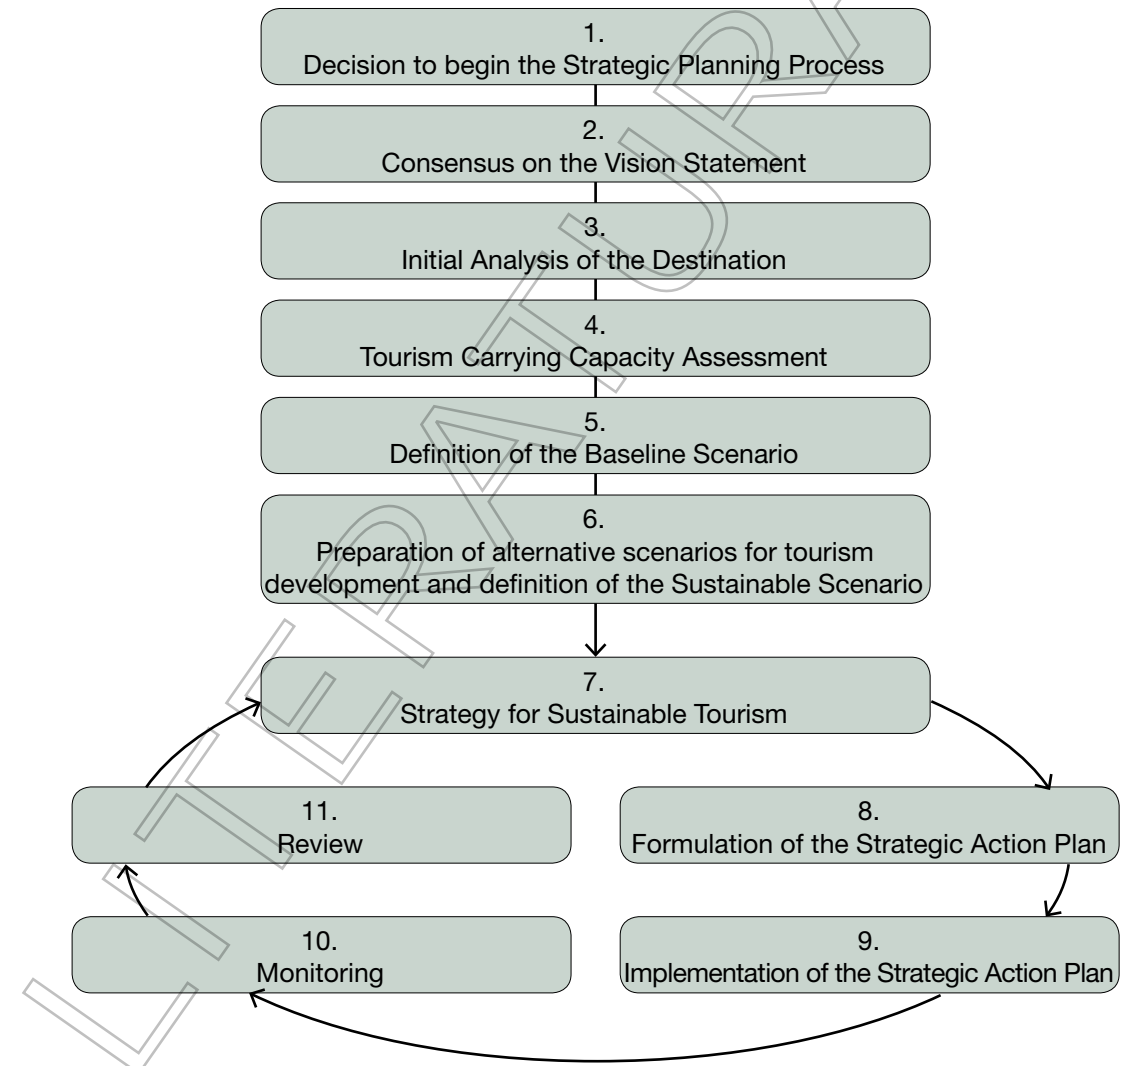 1.
Decision to begin the Strategic Planning Process
2.
Consensus on the Vision Statement
3.
Initial Analysis of the Destination
4.
Tourism Carrying Capacity Assessment
5.
Definition of the Baseline Scenario
6.
Preparation of alternative scenarios for tourism
development and definition of the Sustainable Scenario
7.
Strategy for Sustainable Tourism
8.
Formulation of the Strategic Action Plan
9.
Implementation of the Strategic Action Plan
10.
Monitoring
11.
Review
LITERATURA